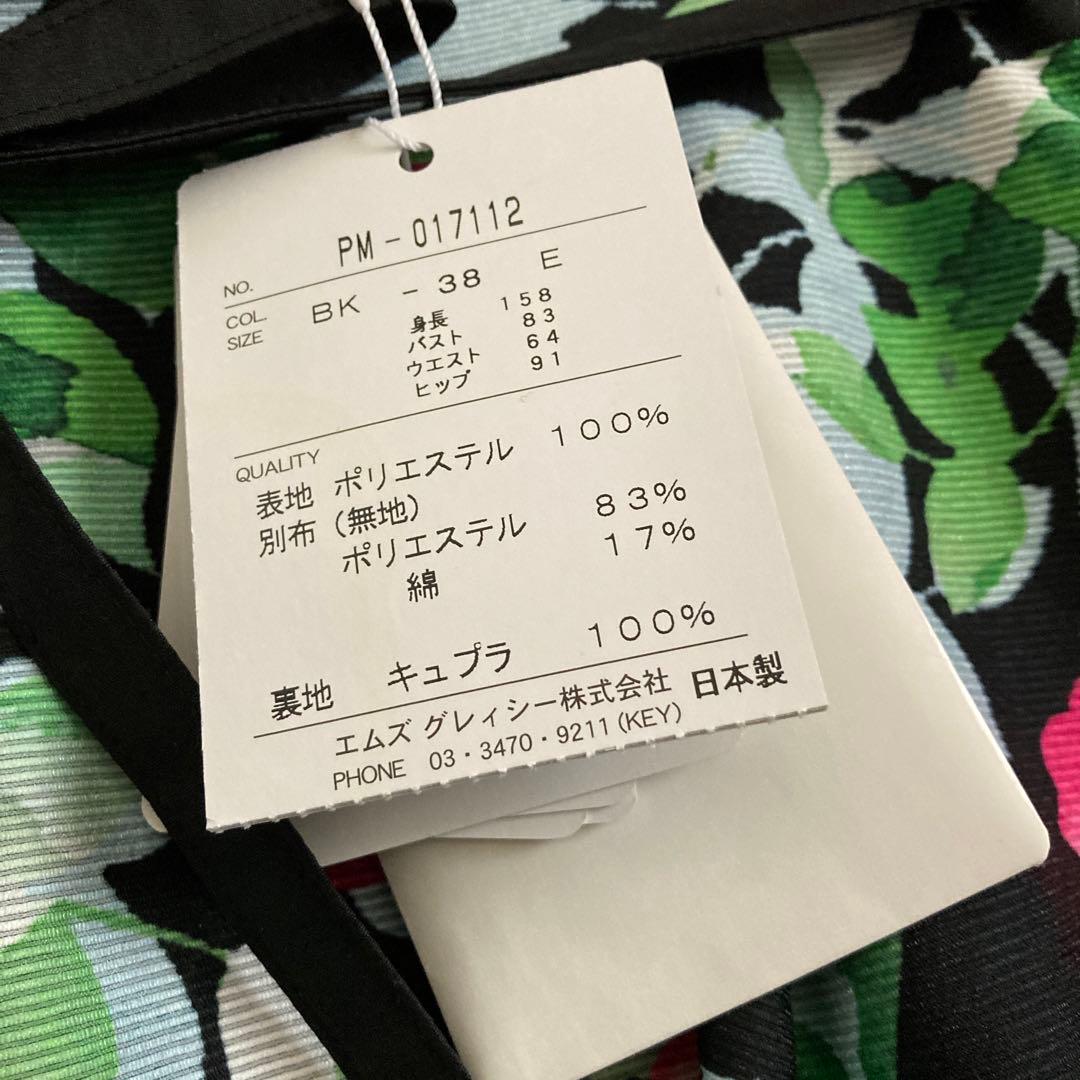 NO. PM-017112
COL. BK - 38 E
SIZE 身長 158
バスト 83
ウエスト 64
ヒップ 91
QUALITY
表地 ポリエステル 100%
別布(無地)
ポリエステル 83%
綿 17%
裏地 キュプラ 100%
エムズ グレィシー株式会社 日本製
PHONE 03・3470・9211(KEY)